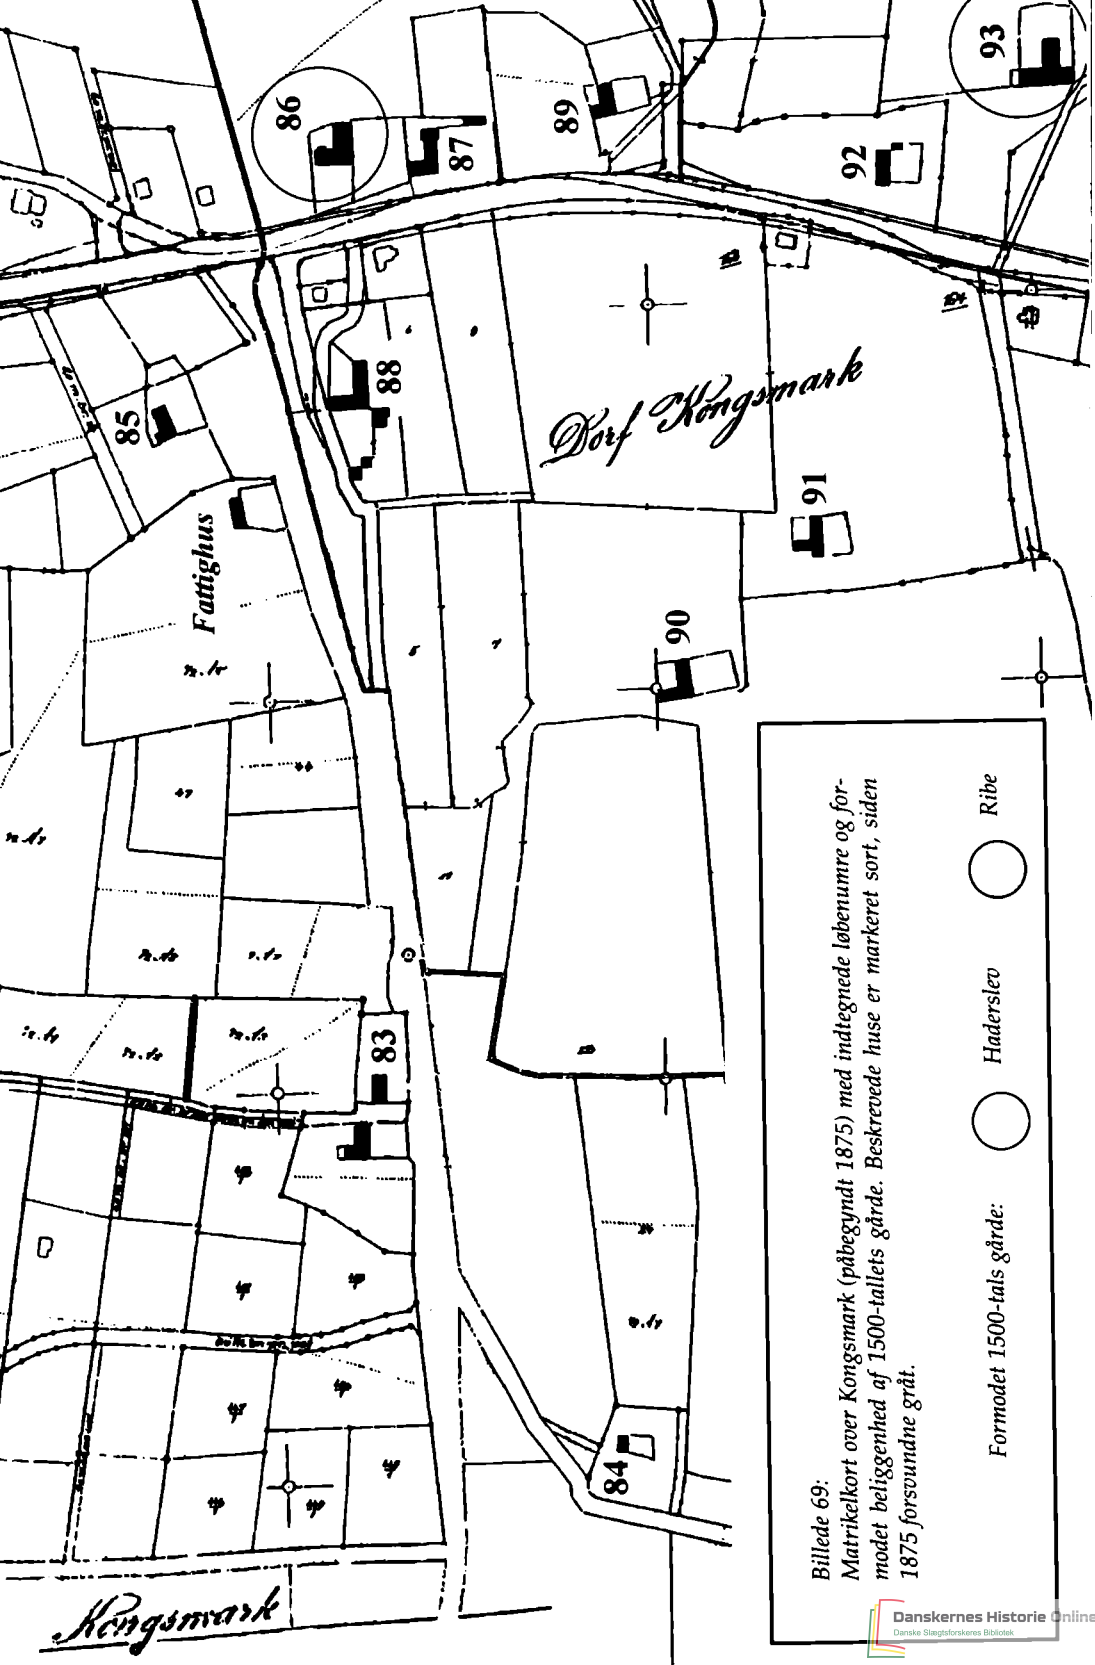 86
87
89
93
92
85
88
Fattighus
Dorf Kongsmark
91
90
83
84
Kongsmark
Billede 69:
Matrikelkort over Kongsmark (påbegyndt 1875) med indtegnede løbenumre og for-
modet beliggenhed af 1500-tallets gårde. Beskrevede huse er markeret sort, siden
1875 forsvundne gråt.
Formodet 1500-tals gårde: Haderslev Ribe
Danskernes Historie Online
Danske Slægtsforskeres Bibliotek